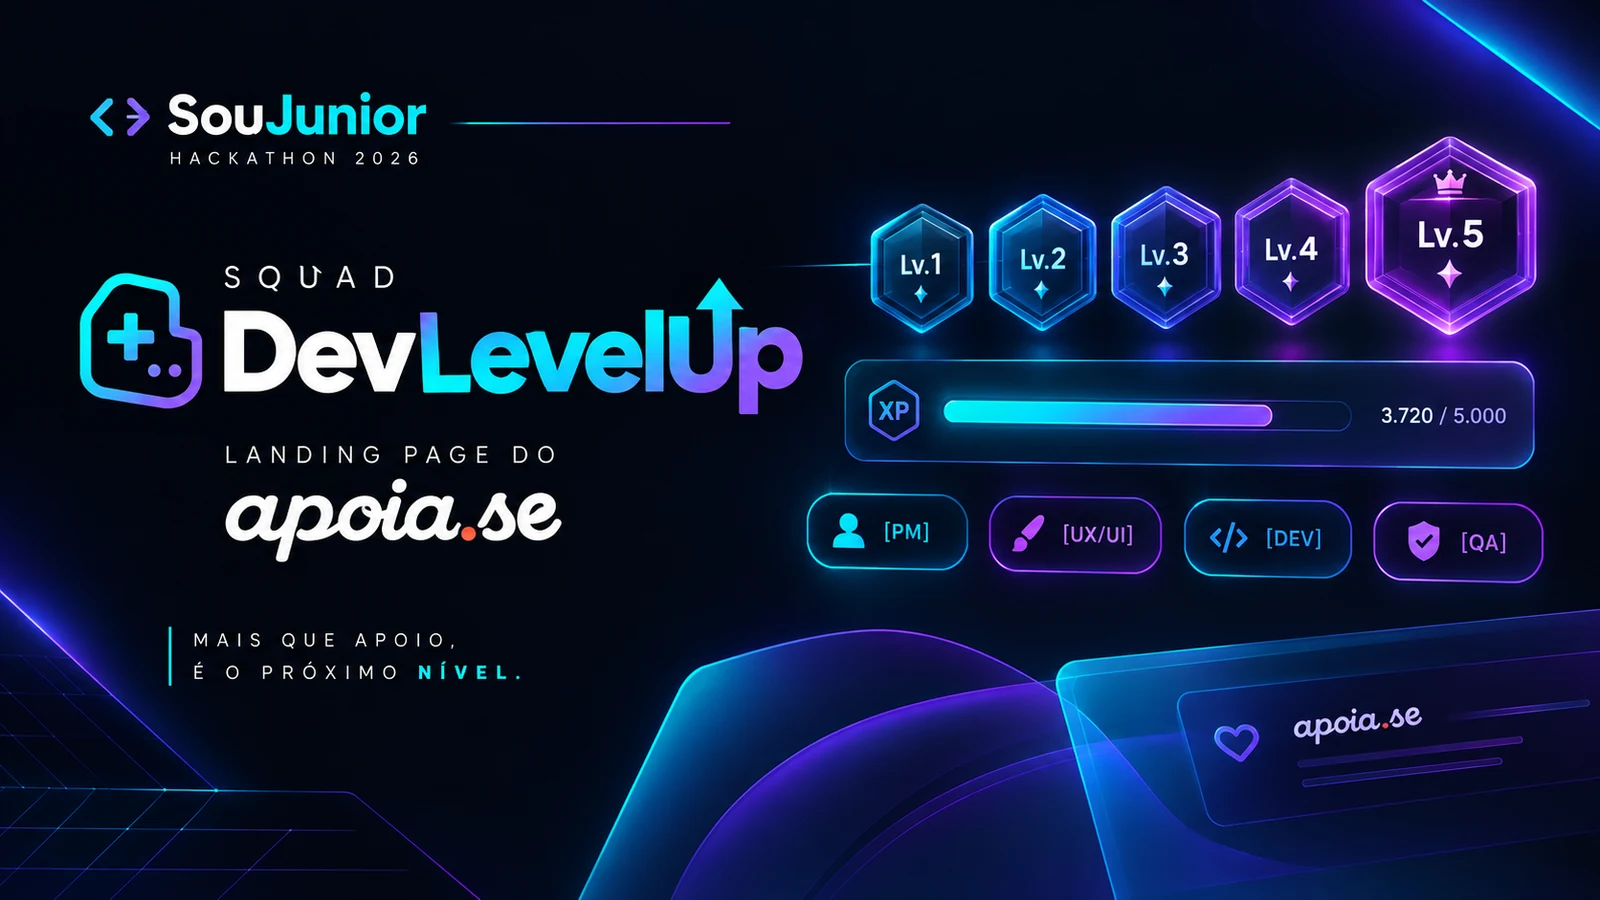 SouJunior
HACKATHON 2026
SQUAD
DevLevelUp
LANDING PAGE DO
apoia.se
MAIS QUE APOIO,
É O PRÓXIMO NÍVEL.
Lv.1
Lv.2
Lv.3
Lv.4
Lv.5
XP
3.720 / 5.000
[PM]
[UX/UI]
</>
[DEV]
[QA]
apoia.se